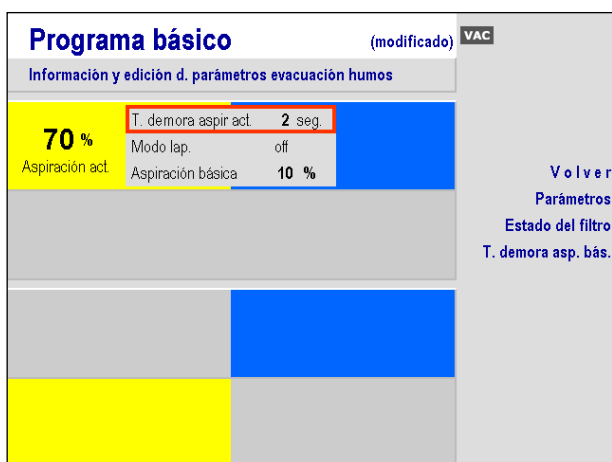 Programa básico (modificado) VAC
Información y edición d. parámetros evacuación humos
70 %
Aspiración act.
T. demora aspir act. 2 seg.
Modo lap. off
Aspiración básica 10 %
Volver
Parámetros
Estado del filtro
T. demora asp. bás.